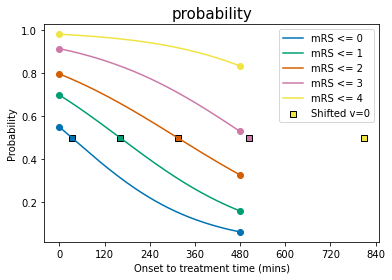 probability
1.0
0.8
0.6
0.4
0.2
Probability
mRS <= 0
mRS <= 1
mRS <= 2
mRS <= 3
mRS <= 4
Shifted v=0
0 120 240 360 480 600 720 840
Onset to treatment time (mins)